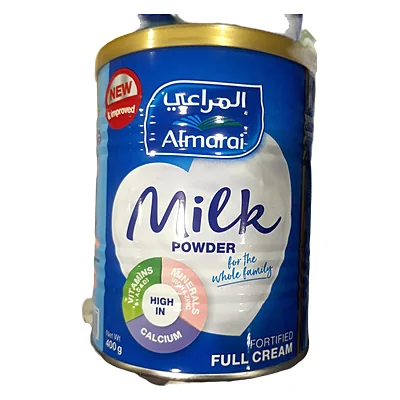 NEW
& improved
المراعي
Almarai
Milk
POWDER
for the
whole family
VITAMINS
MINERALS
HIGH
IN
CALCIUM
Net Wt
400 g
FORTIFIED
FULL CREAM